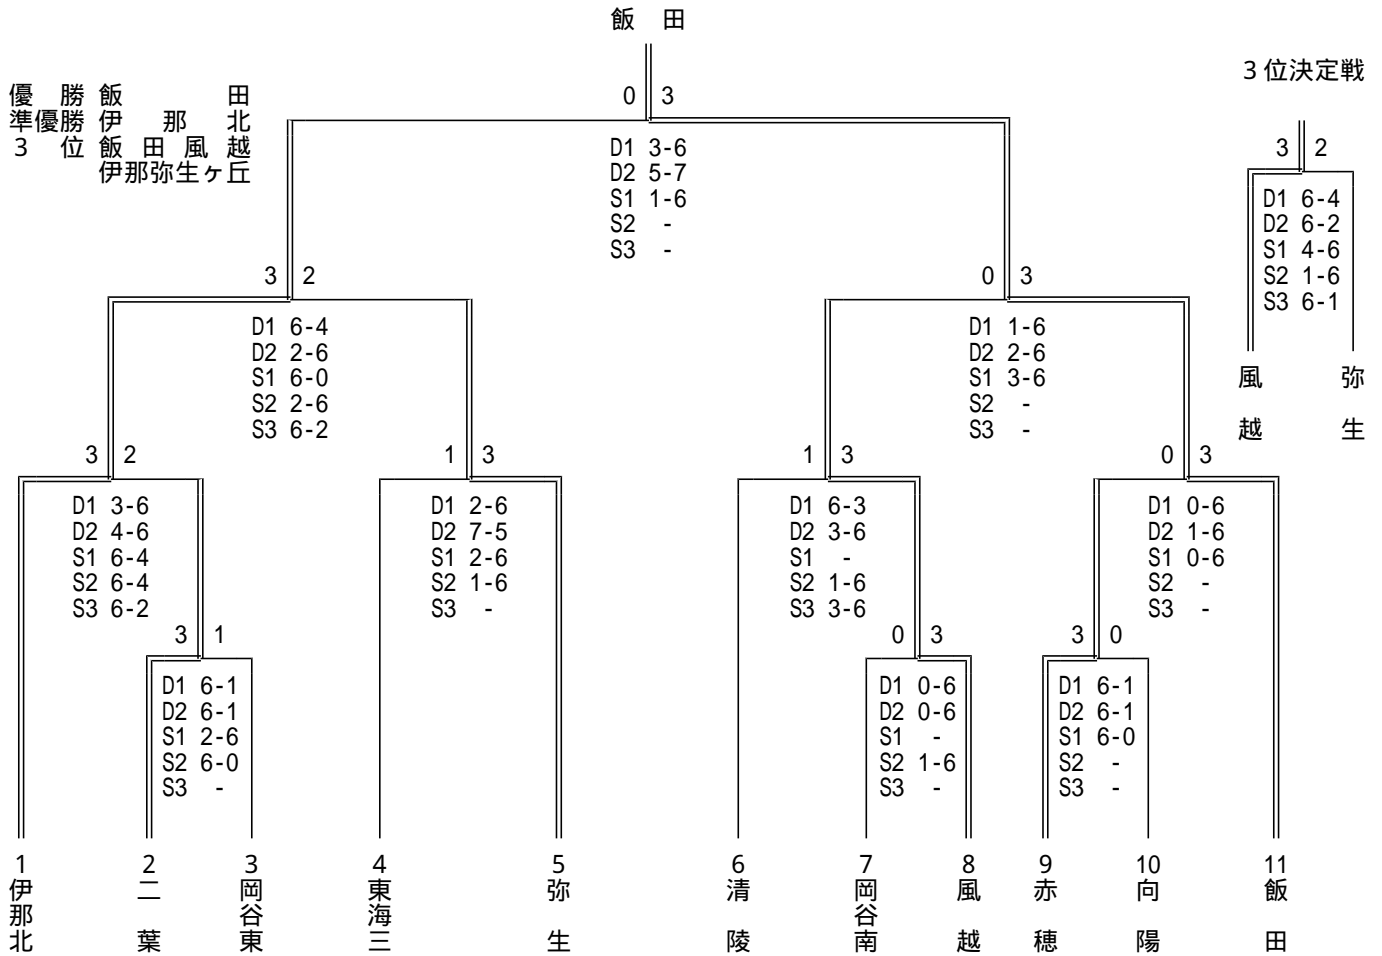 飯 田
3位決定戦
優 勝 飯 田
準優勝 伊 那 北
3 位 飯 田 風 越
伊那弥生ヶ丘
0 3
D1 3-6
D2 5-7
S1 1-6
S2 -
S3 -
3 2
D1 6-4
D2 6-2
S1 4-6
S2 1-6
S3 6-1
風 越
弥 生
3 2
D1 6-4
D2 2-6
S1 6-0
S2 2-6
S3 6-2
0 3
D1 1-6
D2 2-6
S1 3-6
S2 -
S3 -
3 2
D1 3-6
D2 4-6
S1 6-4
S2 6-4
S3 6-2
1 3
D1 2-6
D2 7-5
S1 2-6
S2 1-6
S3 -
1 3
D1 6-3
D2 3-6
S1 -
S2 1-6
S3 3-6
0 3
D1 0-6
D2 1-6
S1 0-6
S2 -
S3 -
3 1
D1 6-1
D2 6-1
S1 2-6
S2 6-0
S3 -
0 3
D1 0-6
D2 0-6
S1 -
S2 1-6
S3 -
3 0
D1 6-1
D2 6-1
S1 6-0
S2 -
S3 -
1 伊那北
2 二 葉
3 岡谷東
4 東海三
5 弥 生
6 清 陵
7 岡谷南
8 風 越
9 赤 穂
10 向 陽
11 飯 田